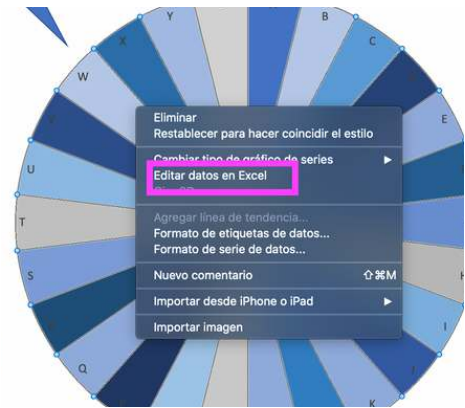 Y
B
X
C
W
E
U
T
H
S
I
Q
K
Eliminar
Restablecer para hacer coincidir el estilo
Cambiar tipo de gráfico de series
Editar datos en Excel
Agregar línea de tendencia...
Formato de etiquetas de datos...
Formato de serie de datos...
Nuevo comentario ⇧⌘M
Importar desde iPhone o iPad
Importar imagen